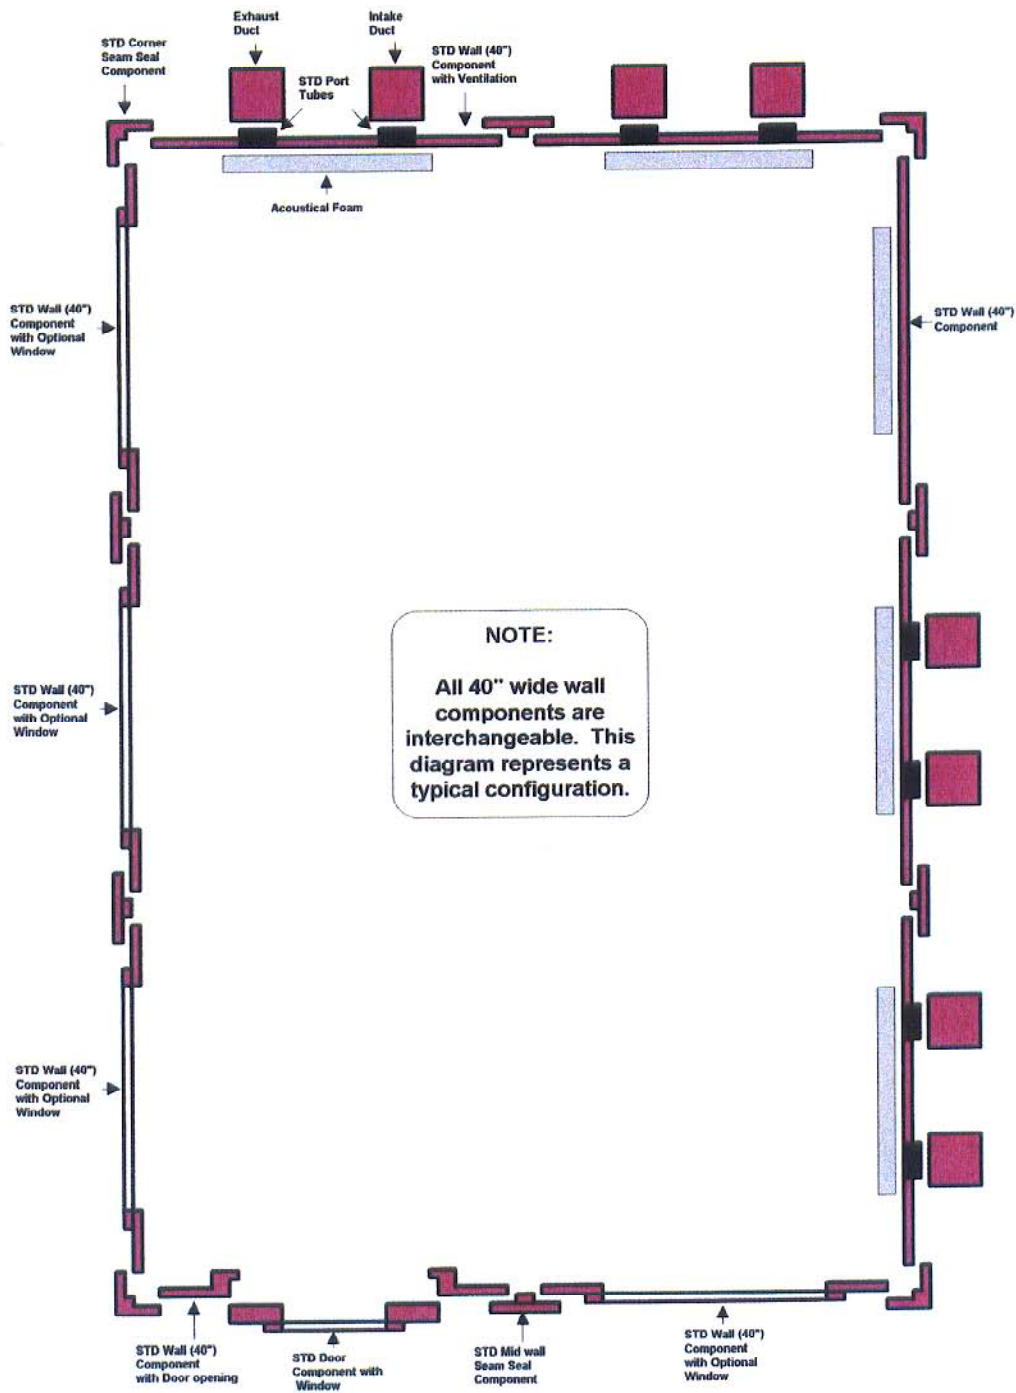 Exhaust
Duct
Intake
Duct
STD Corner
Seam Seal
Component
STD Port
Tubes
STD Wall (40")
Component
with Ventilation
Acoustical Foam
STD Wall (40")
Component
with Optional
Window
STD Wall (40")
Component
NOTE:
All 40" wide wall
components are
interchangeable. This
diagram represents a
typical configuration.
STD Wall (40")
Component
with Optional
Window
STD Wall (40")
Component
with Optional
Window
STD Wall (40")
Component
with Door opening
STD Door
Component with
Window
STD Mid wall
Seam Seal
Component
STD Wall (40")
Component
with Optional
Window